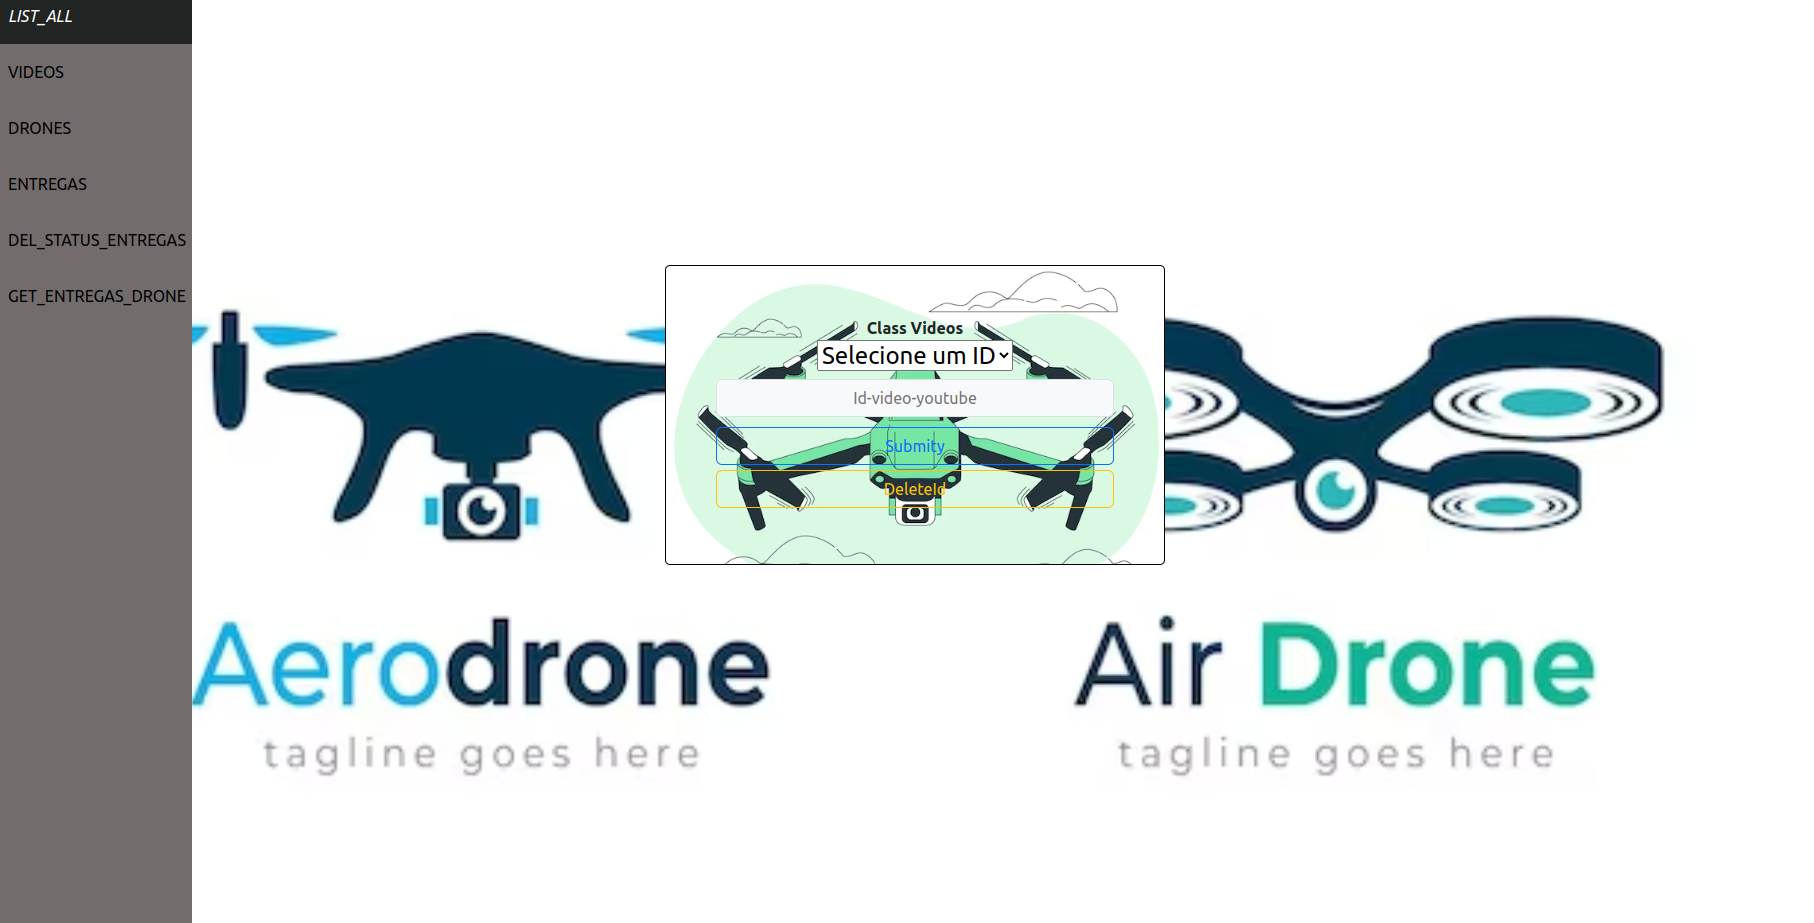 LIST_ALL
VIDEOS
DRONES
ENTREGAS
DEL_STATUS_ENTREGAS
GET_ENTREGAS_DRONE
Class Videos
Selecione um ID
Id-video-youtube
Submity
DeleteId
Aerodrone
tagline goes here
Air Drone
tagline goes here